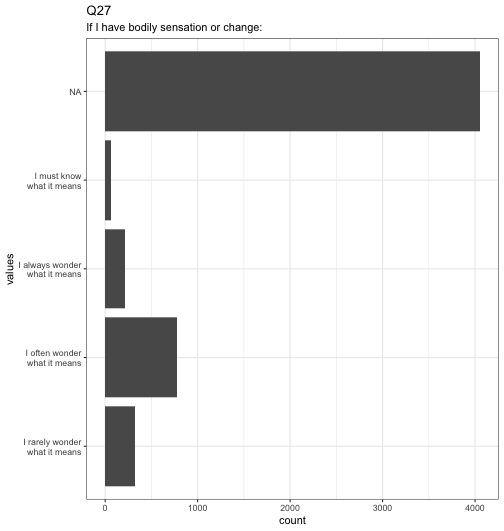 Q27
If I have bodily sensation or change:
NA
I must know
what it means
I always wonder
what it means
I often wonder
what it means
I rarely wonder
what it means
values
0 1000 2000 3000 4000
count